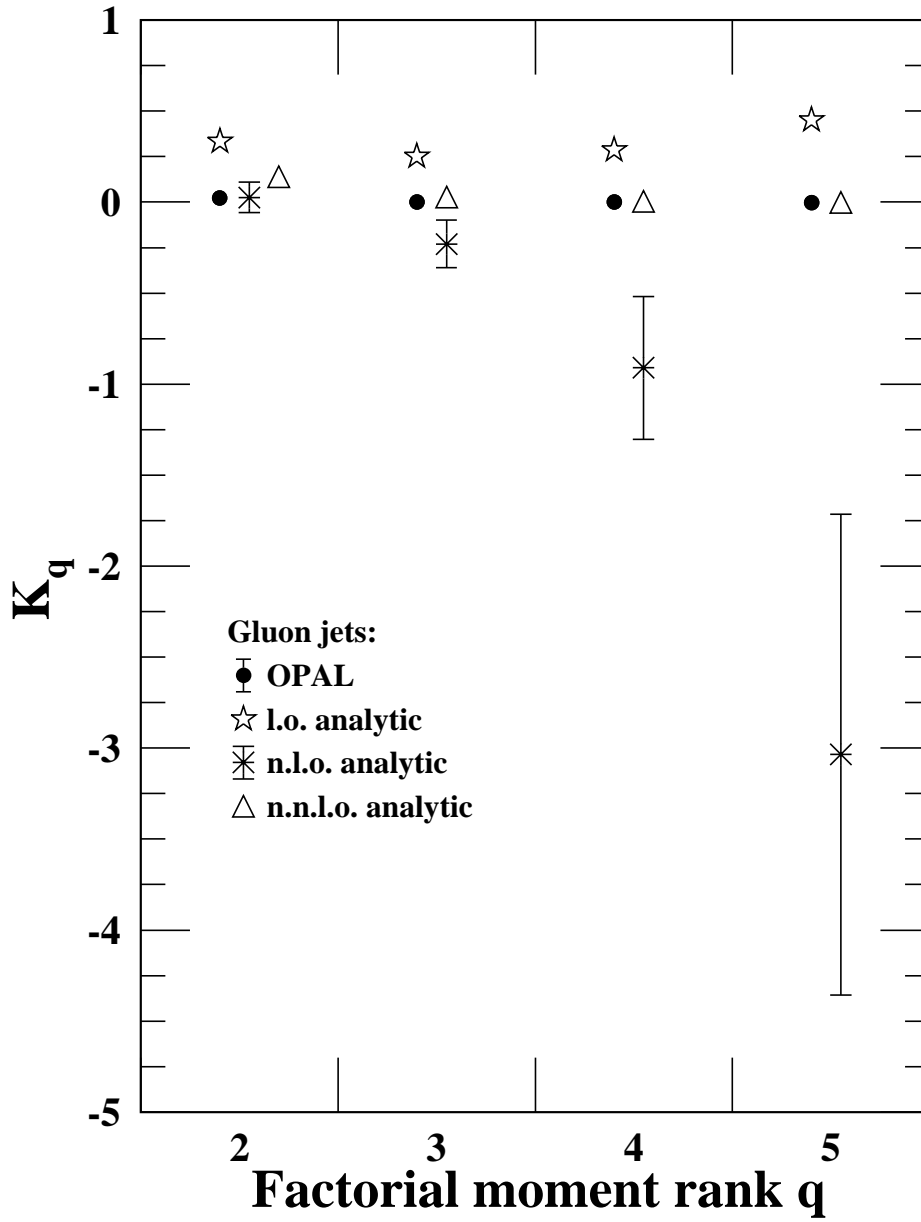 1
0
-1
-2
-3
-4
-5
K_q
Gluon jets:
OPAL
l.o. analytic
n.l.o. analytic
n.n.l.o. analytic
2 3 4 5
Factorial moment rank q